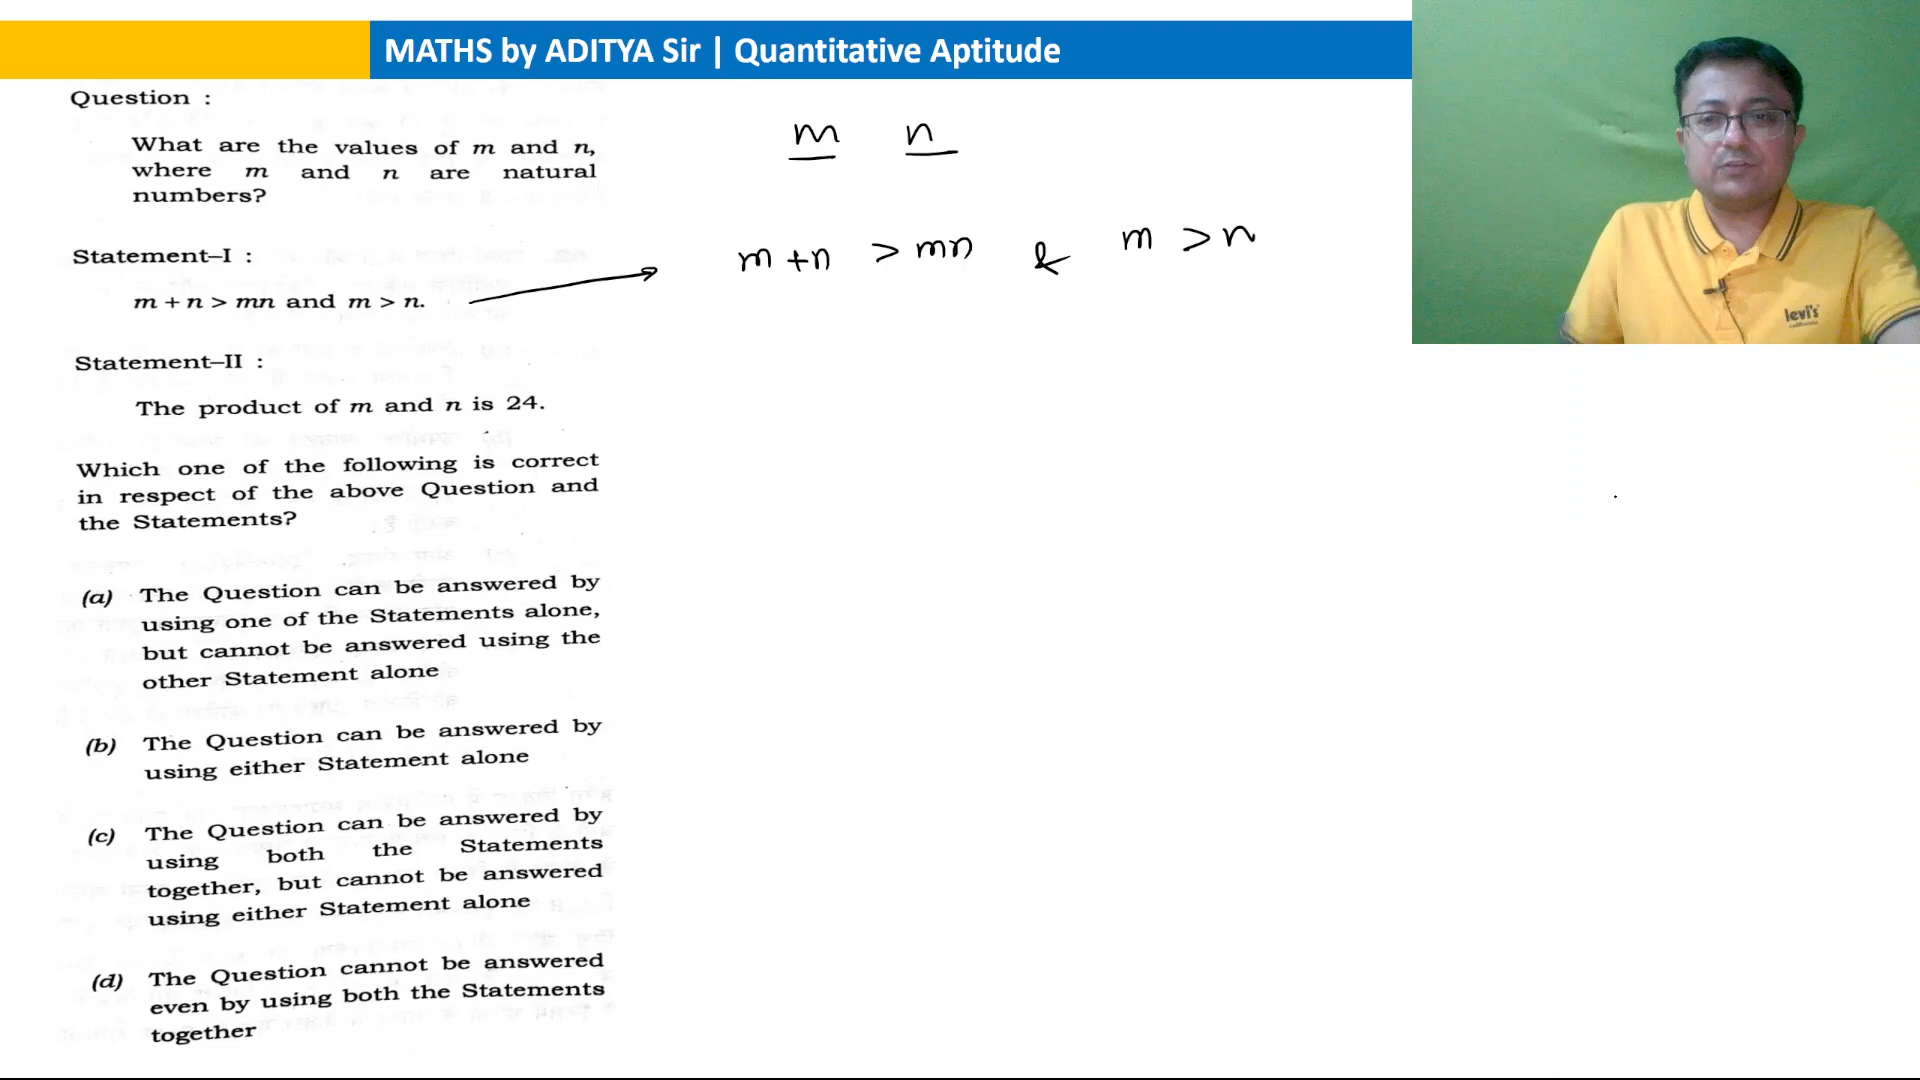 MATHS by ADITYA Sir | Quantitative Aptitude
Question :
What are the values of m and n,
where m and n are natural
numbers?
Statement–I :
m + n > mn and m > n.
Statement–II :
The product of m and n is 24.
Which one of the following is correct
in respect of the above Question and
the Statements?
(a) The Question can be answered by
using one of the Statements alone,
but cannot be answered using the
other Statement alone
(b) The Question can be answered by
using either Statement alone
(c) The Question can be answered by
using both the Statements
together, but cannot be answered
using either Statement alone
(d) The Question cannot be answered
even by using both the Statements
together
m n
m + n > mn & m > n
levi's